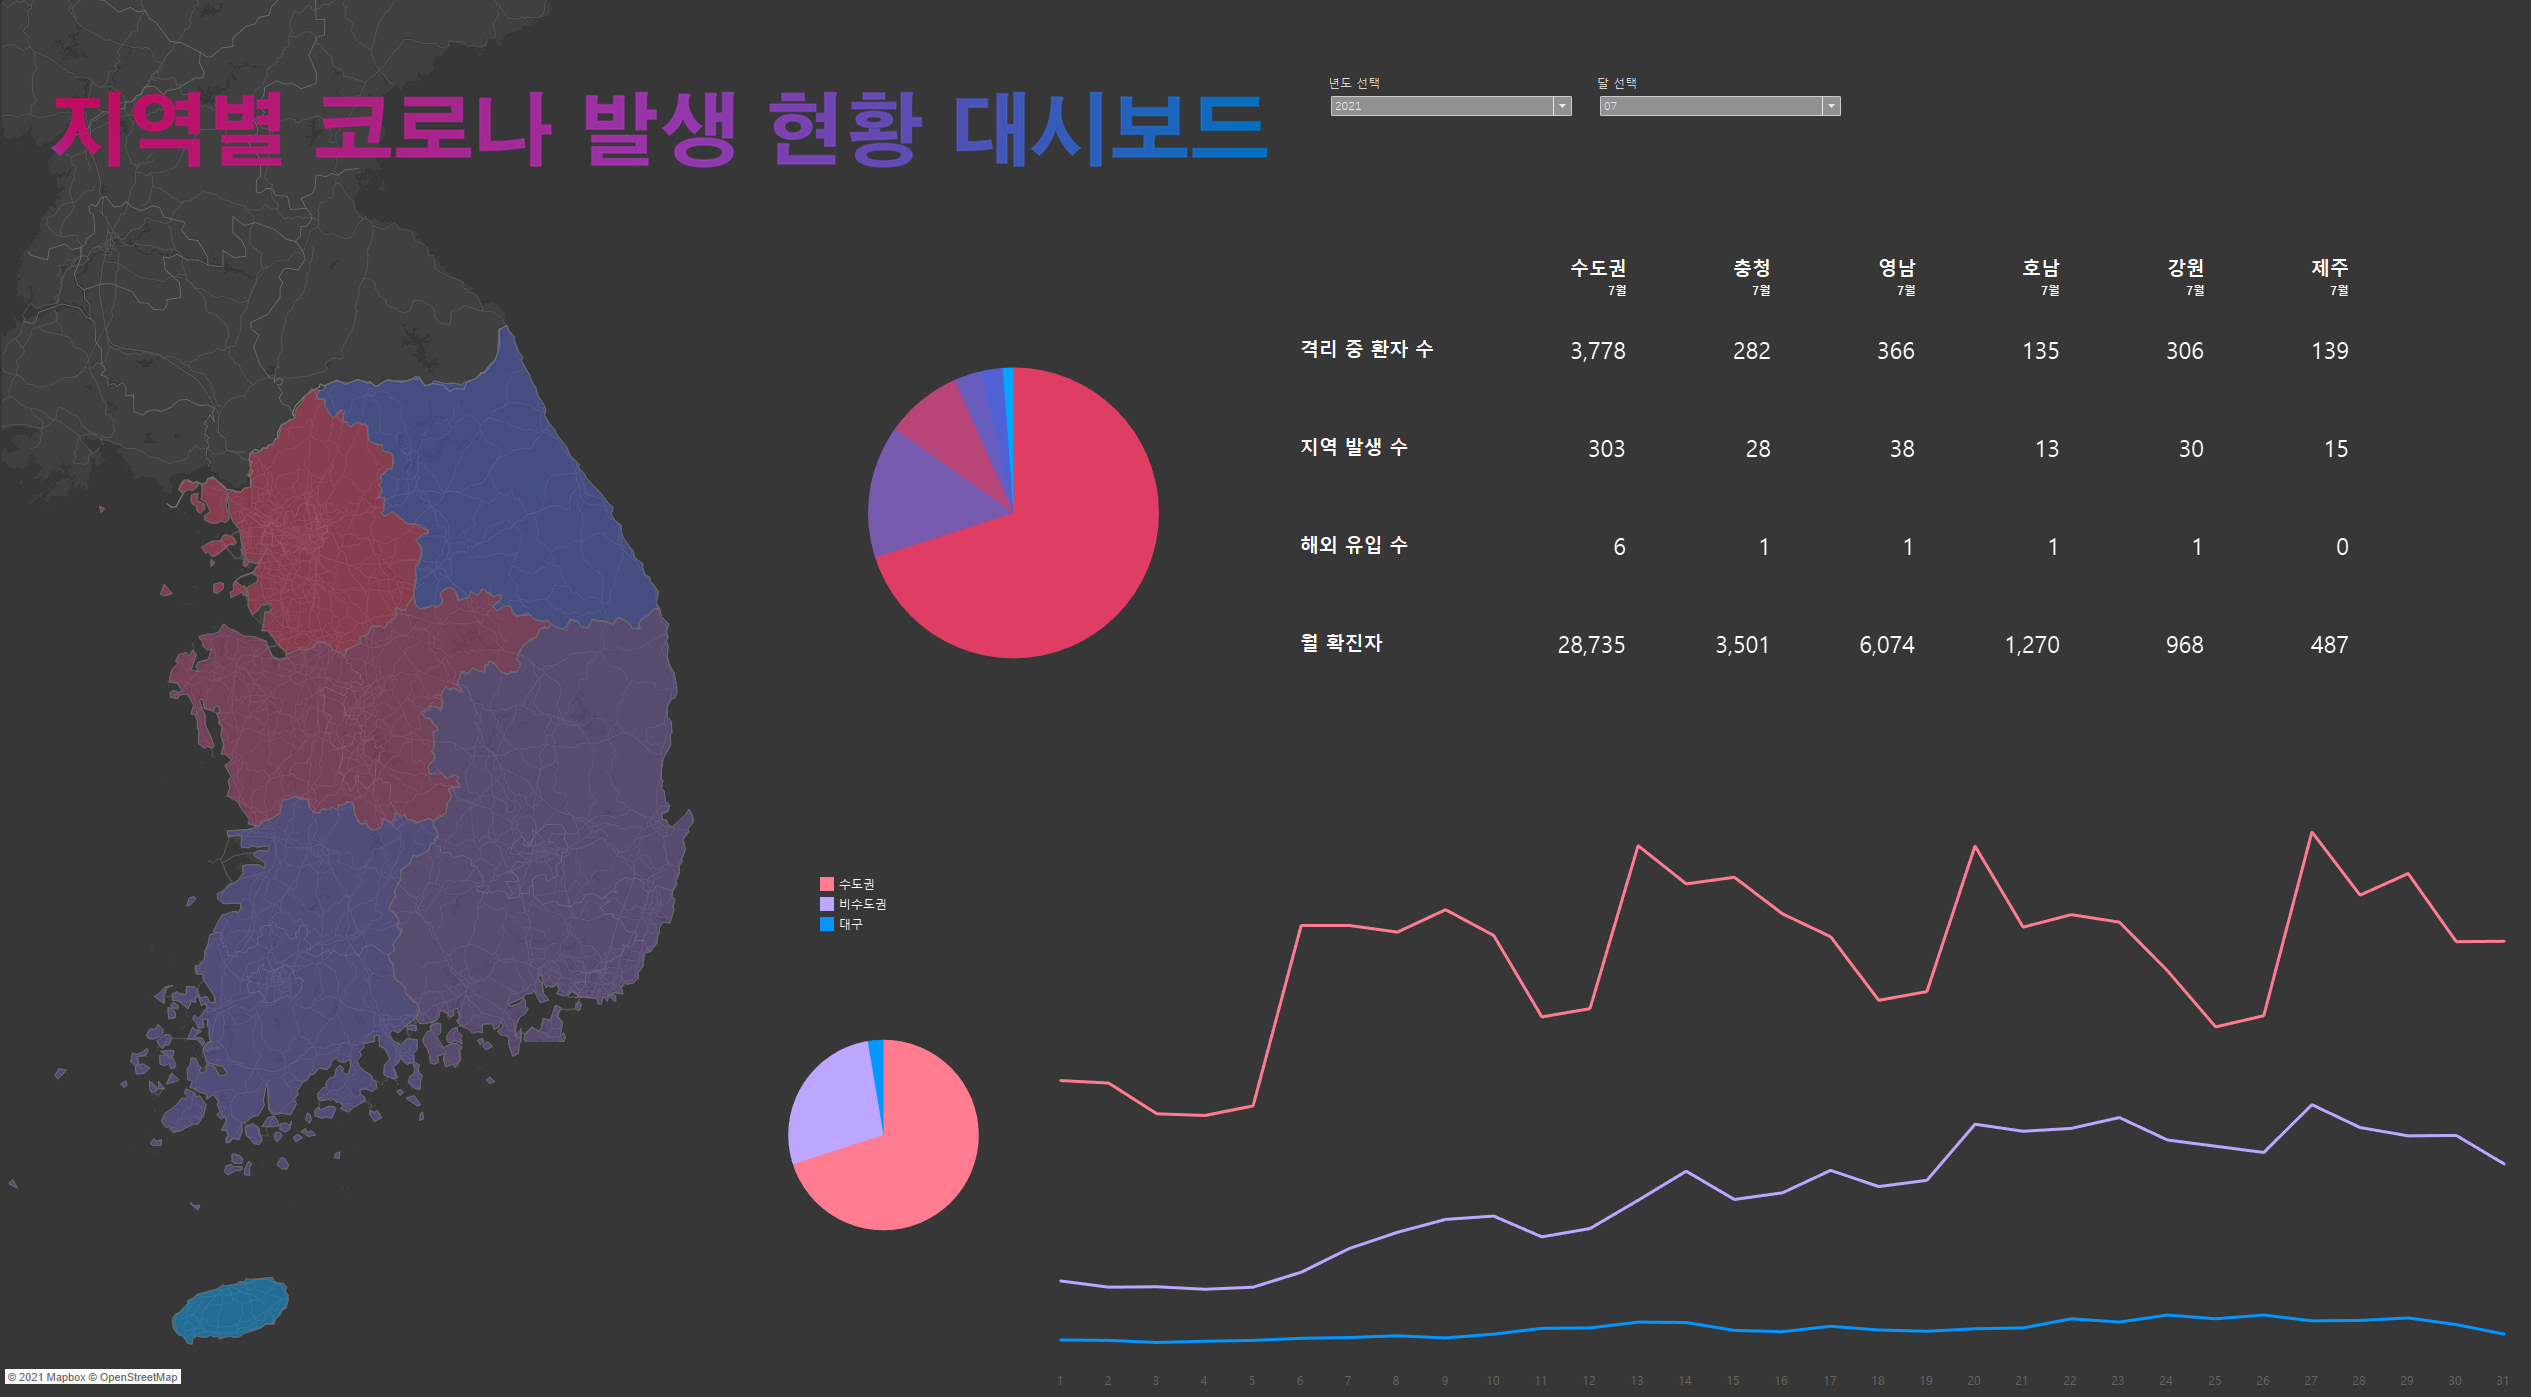 지역별 코로나 발생 현황 대시보드
년도 선택
2021
달 선택
07
수도권 충청 영남 호남 강원 제주
7월 7월 7월 7월 7월 7월
격리 중 환자 수 3,778 282 366 135 306 139
지역 발생 수 303 28 38 13 30 15
해외 유입 수 6 1 1 1 1 0
월 확진자 28,735 3,501 6,074 1,270 968 487
수도권
비수도권
대구
1 2 3 4 5 6 7 8 9 10 11 12 13 14 15 16 17 18 19 20 21 22 23 24 25 26 27 28 29 30 31
© 2021 Mapbox © OpenStreetMap